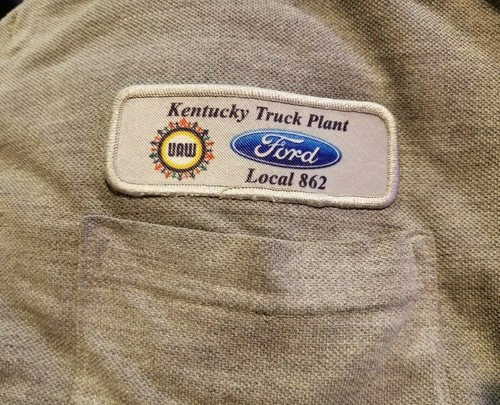 Kentucky Truck Plant
UAW
Ford
Local 862